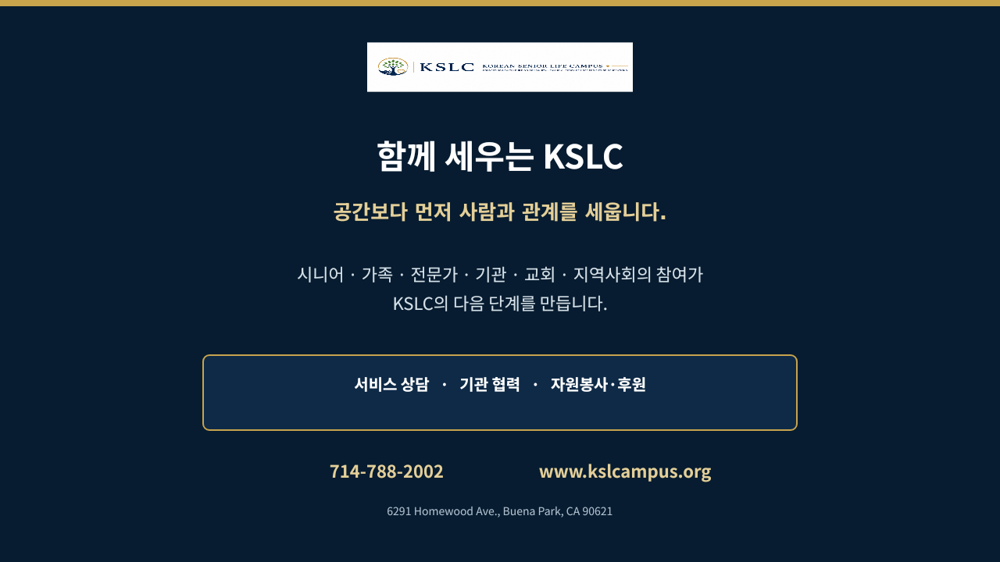 KSLC
KOREAN SENIOR LIFE CAMPUS
함께 세우는 KSLC
공간보다 먼저 사람과 관계를 세웁니다.
시니어 · 가족 · 전문가 · 기관 · 교회 · 지역사회의 참여가
KSLC의 다음 단계를 만듭니다.
서비스 상담 · 기관 협력 · 자원봉사·후원
714-788-2002
www.kslcampus.org
6291 Homewood Ave., Buena Park, CA 90621